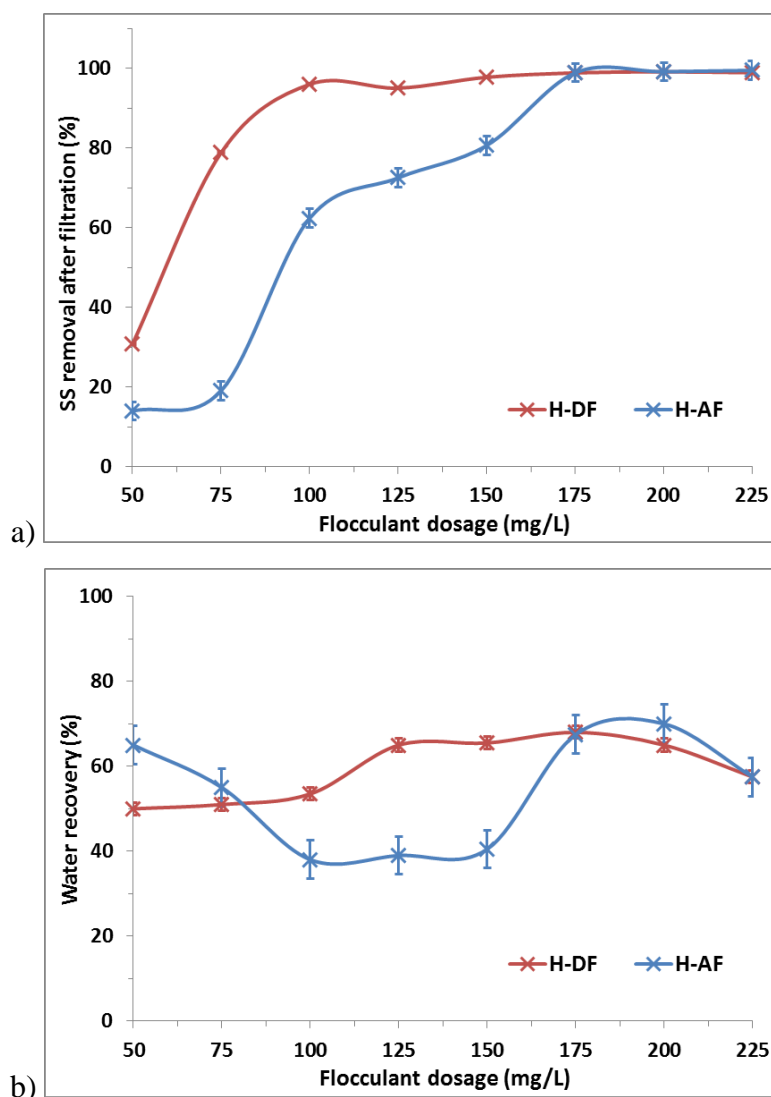 100
80
60
40
20
0
SS removal after filtration (%)
H-DF H-AF
50 75 100 125 150 175 200 225
Flocculant dosage (mg/L)
a)
100
80
60
40
20
0
Water recovery (%)
H-DF H-AF
50 75 100 125 150 175 200 225
Flocculant dosage (mg/L)
b)